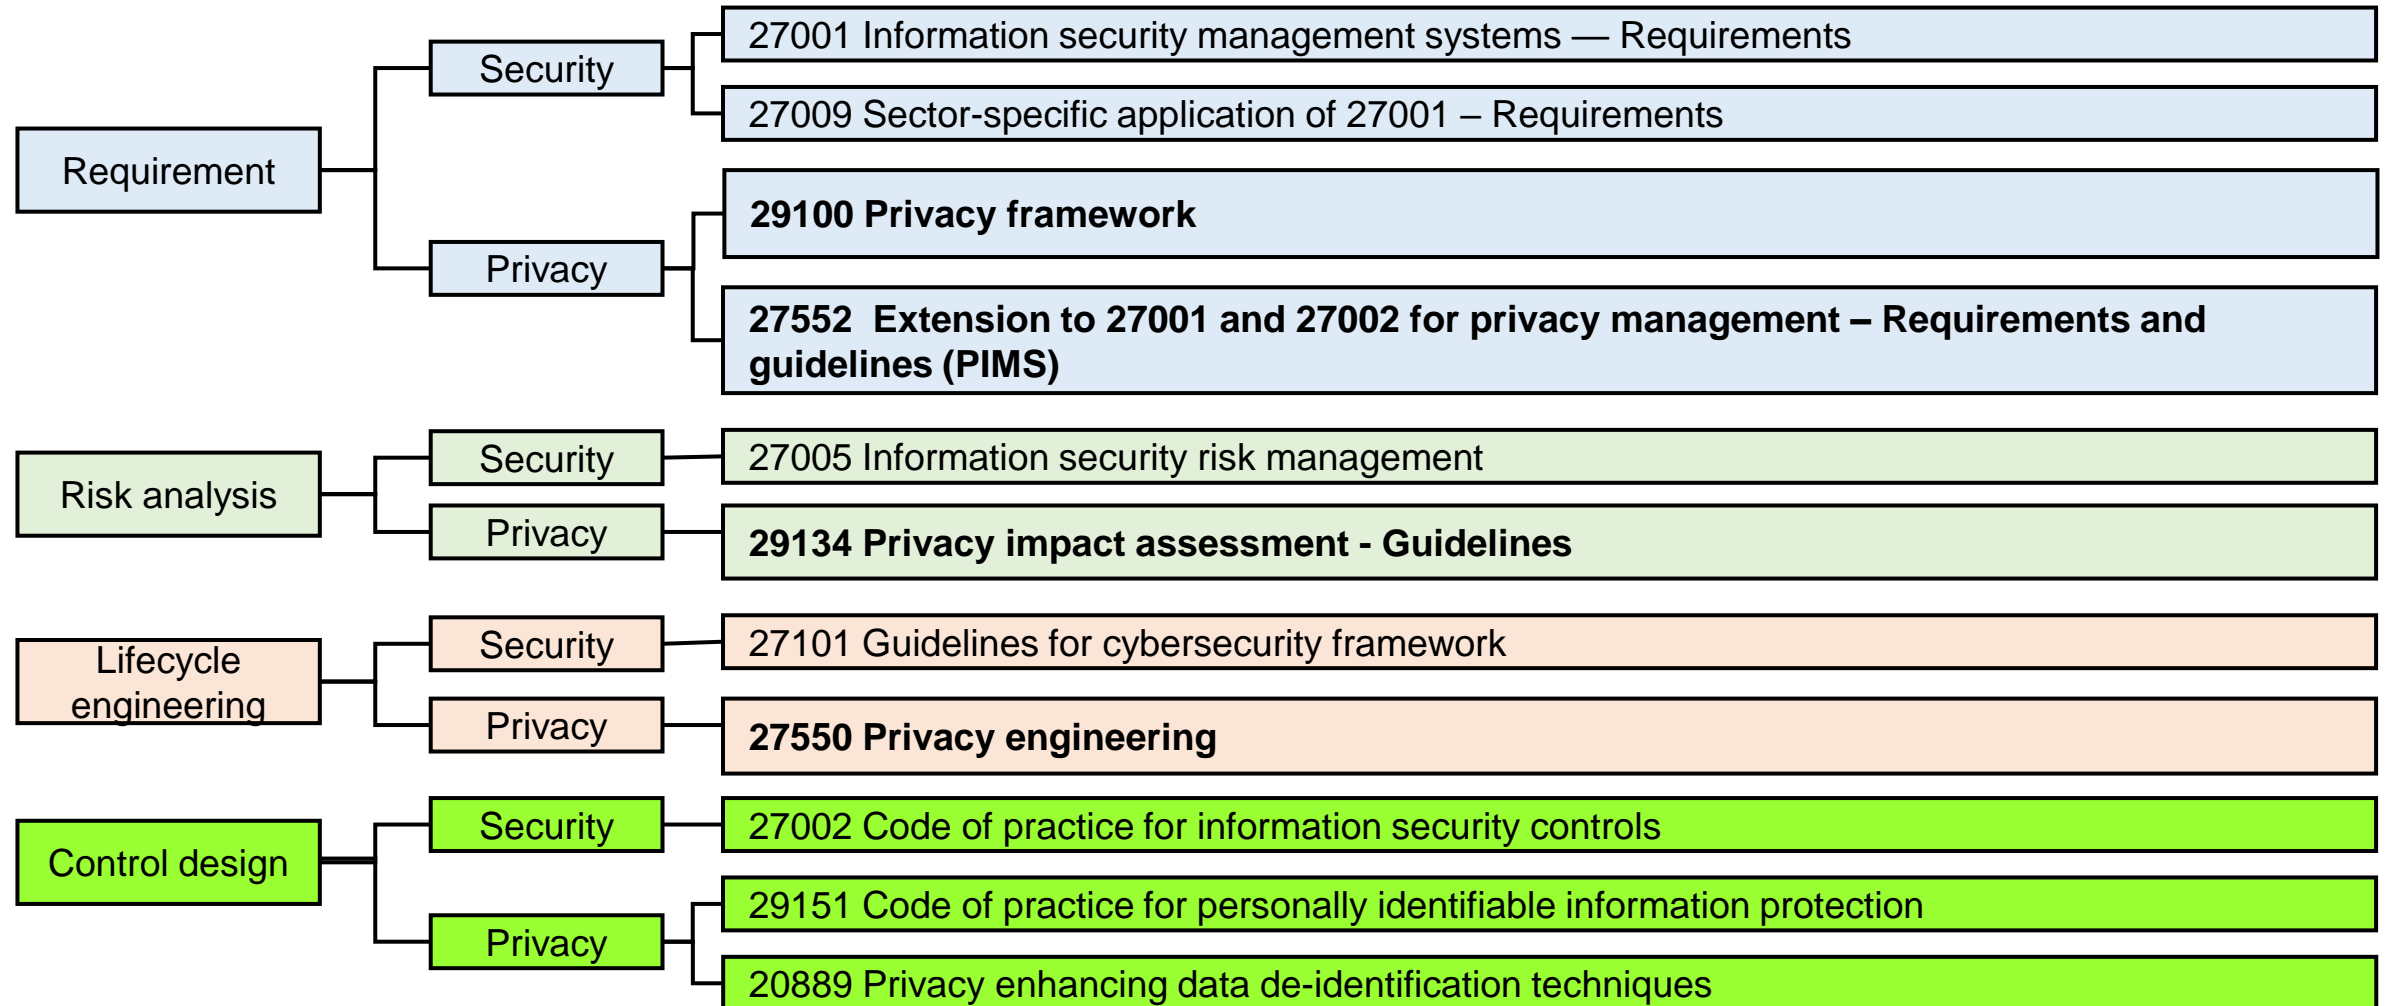 Requirement
Security
27001 Information security management systems — Requirements
27009 Sector-specific application of 27001 – Requirements
Privacy
29100 Privacy framework
27552  Extension to 27001 and 27002 for privacy management – Requirements and
guidelines (PIMS)
Risk analysis
Security
27005 Information security risk management
Privacy
29134 Privacy impact assessment - Guidelines
Lifecycle
engineering
Security
27101 Guidelines for cybersecurity framework
Privacy
27550 Privacy engineering
Control design
Security
27002 Code of practice for information security controls
Privacy
29151 Code of practice for personally identifiable information protection
20889 Privacy enhancing data de-identification techniques